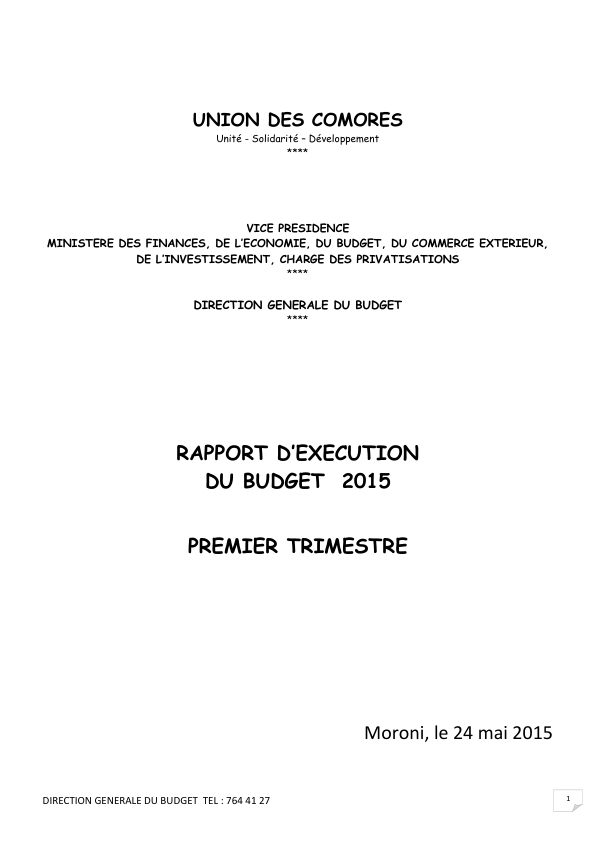 UNION DES COMORES
Unité - Solidarité – Développement
****
VICE PRESIDENCE
MINISTERE DES FINANCES, DE L'ECONOMIE, DU BUDGET, DU COMMERCE EXTERIEUR,
DE L'INVESTISSEMENT, CHARGE DES PRIVATISATIONS
****
DIRECTION GENERALE DU BUDGET
****
RAPPORT D'EXECUTION
DU BUDGET 2015
PREMIER TRIMESTRE
Moroni, le 24 mai 2015
DIRECTION GENERALE DU BUDGET TEL : 764 41 27
1